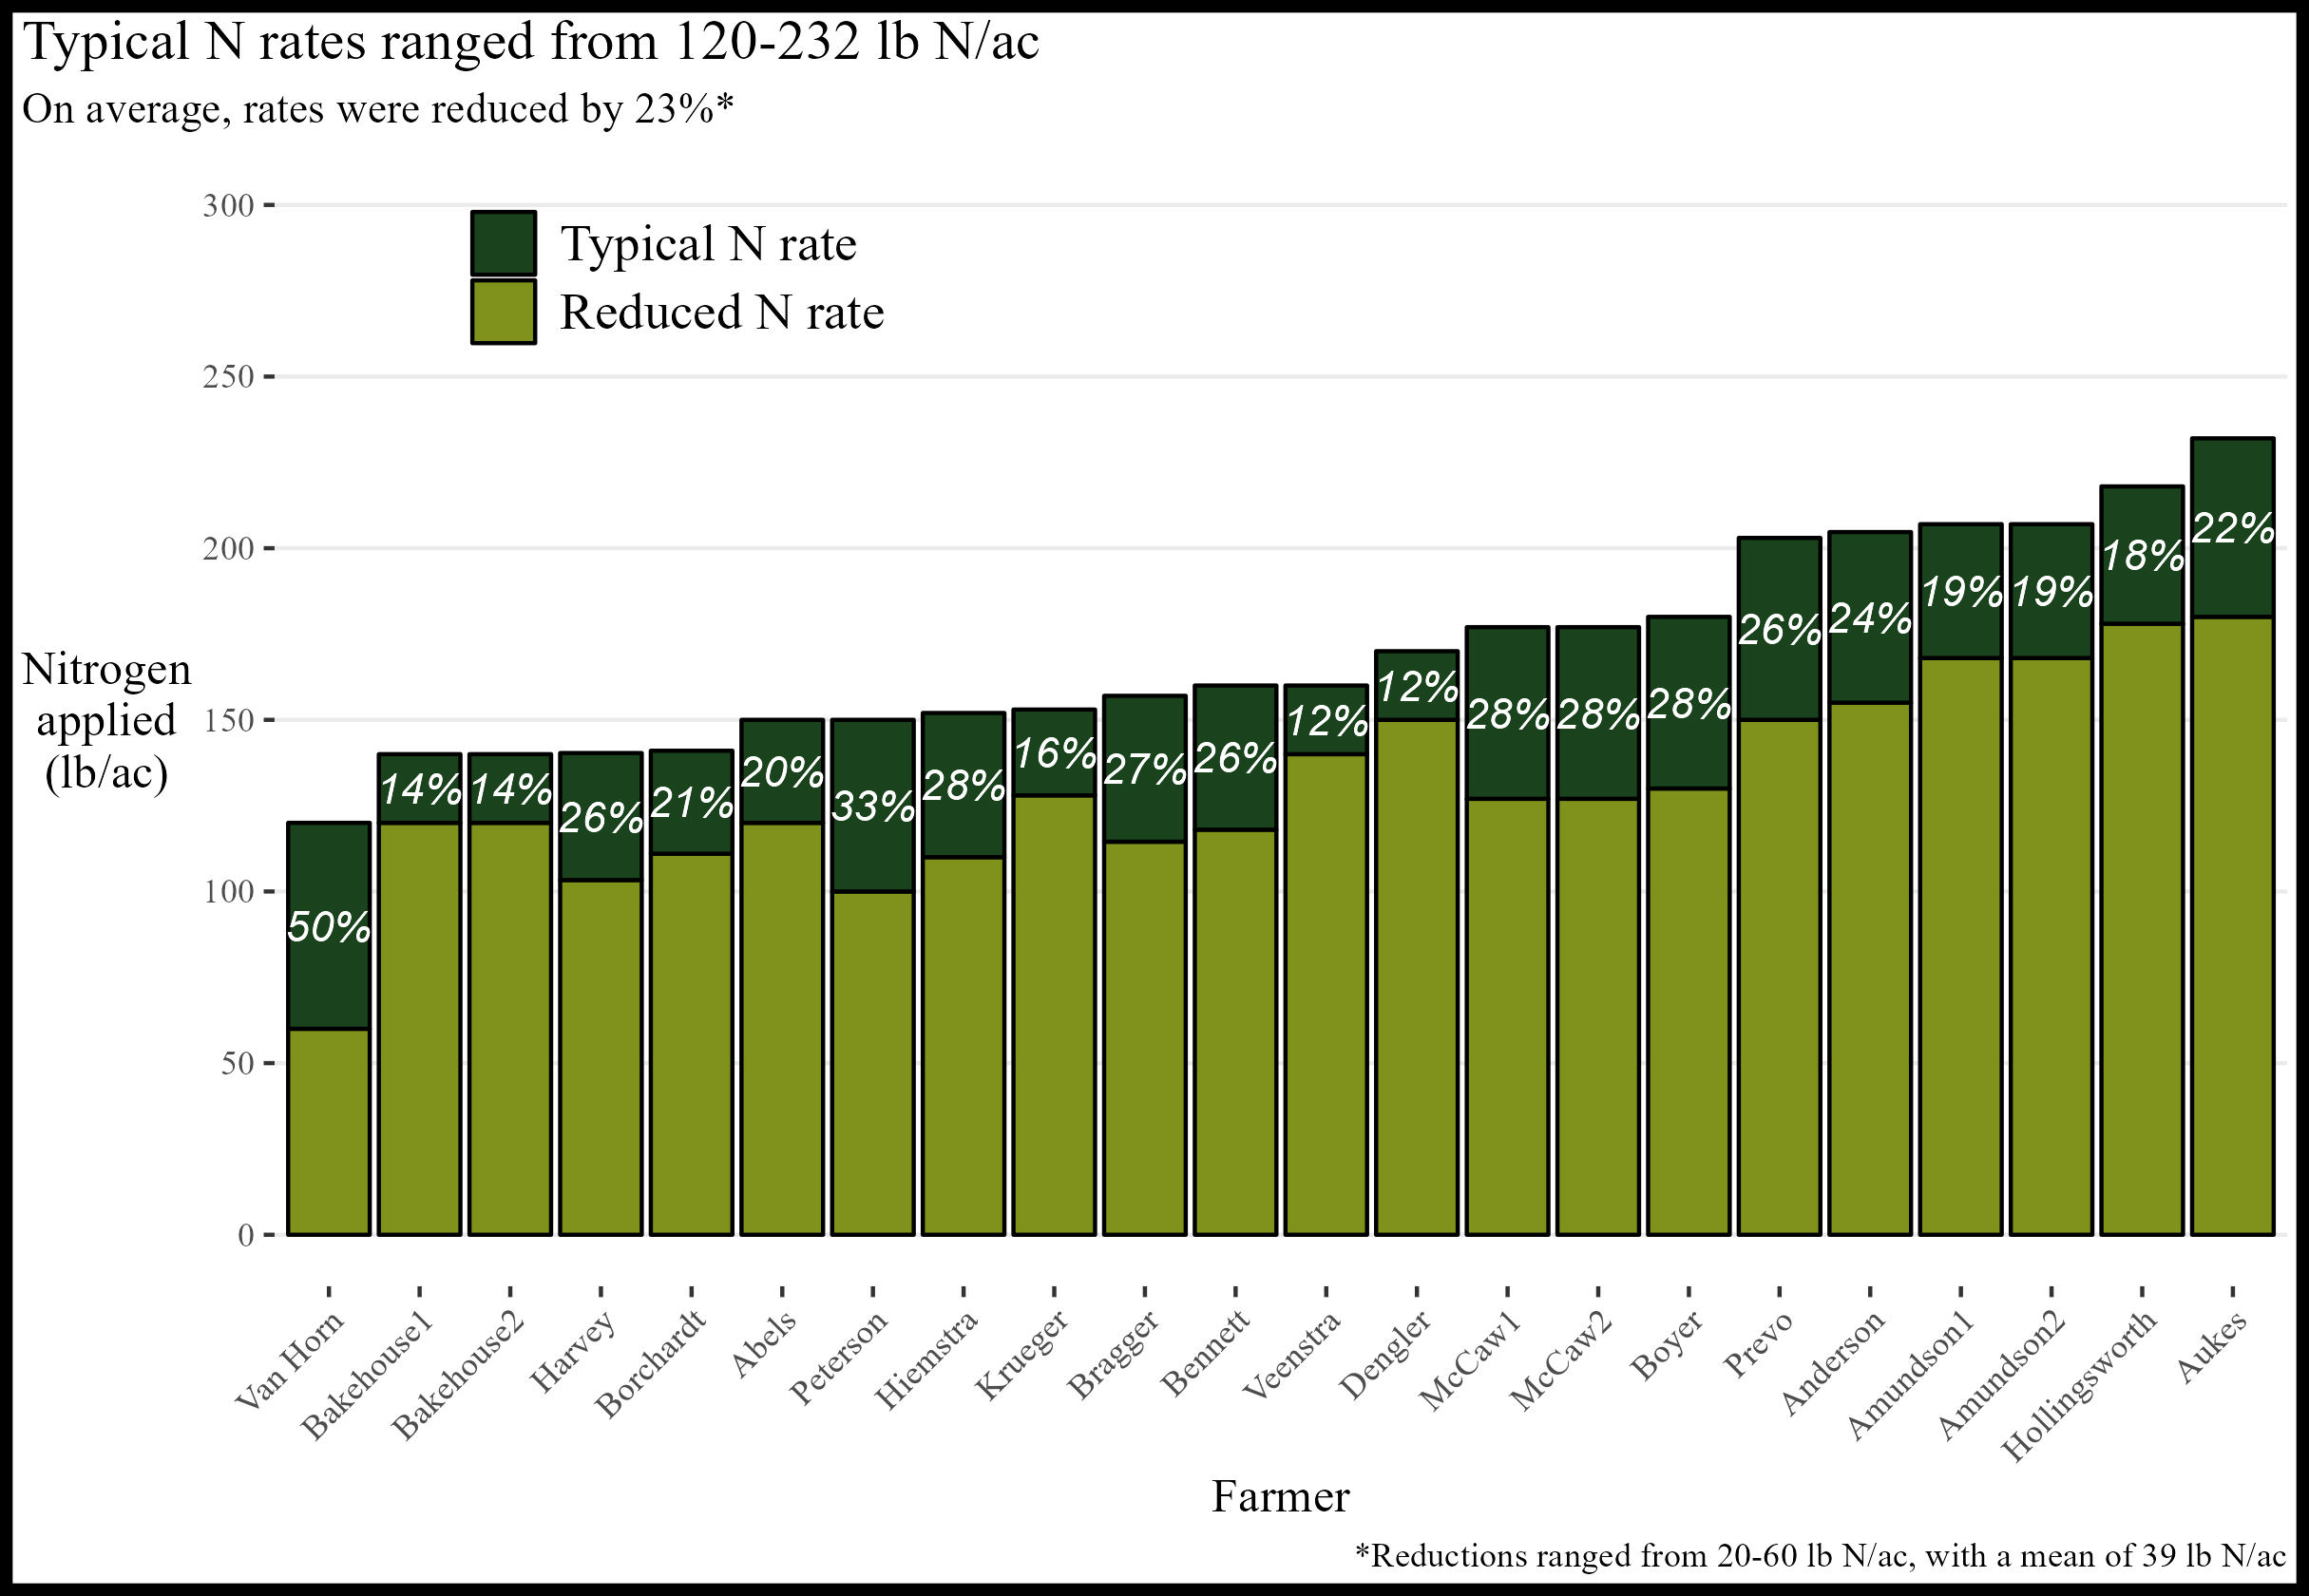 Typical N rates ranged from 120-232 lb N/ac
On average, rates were reduced by 23%*
300
Typical N rate
Reduced N rate
250
200
Nitrogen
applied
(lb/ac)
150
100
50
0
50%
14%
14%
26%
21%
20%
33%
28%
16%
27%
26%
12%
12%
28%
28%
28%
26%
24%
19%
19%
18%
22%
Van Horn
Bakehouse1
Bakehouse2
Harvey
Borchardt
Abels
Peterson
Hiemstra
Krueger
Bragger
Bennett
Veenstra
Dengler
McCaw1
McCaw2
Boyer
Prevo
Anderson
Amundson1
Amundson2
Hollingsworth
Aukes
Farmer
*Reductions ranged from 20-60 lb N/ac, with a mean of 39 lb N/ac